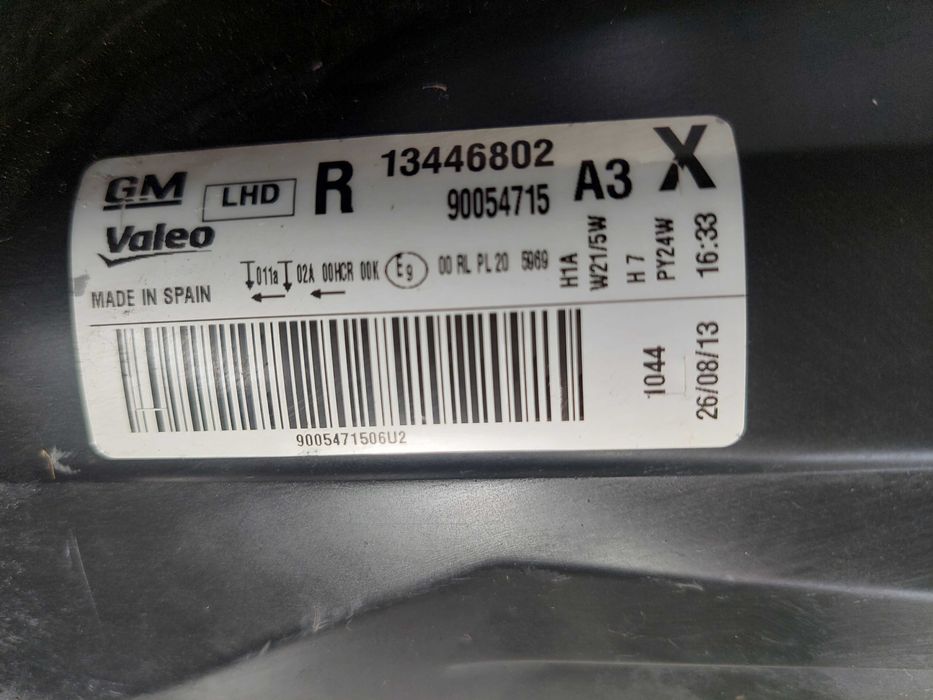 GM LHD R 13446802 A3 X
Valeo 90054715
011a 02A 00HCR 00K E9 00 RL PL 20 5969
MADE IN SPAIN
H1A
W21/5W
H 7
PY24W
16:33
1044
26/08/13
9005471506U2